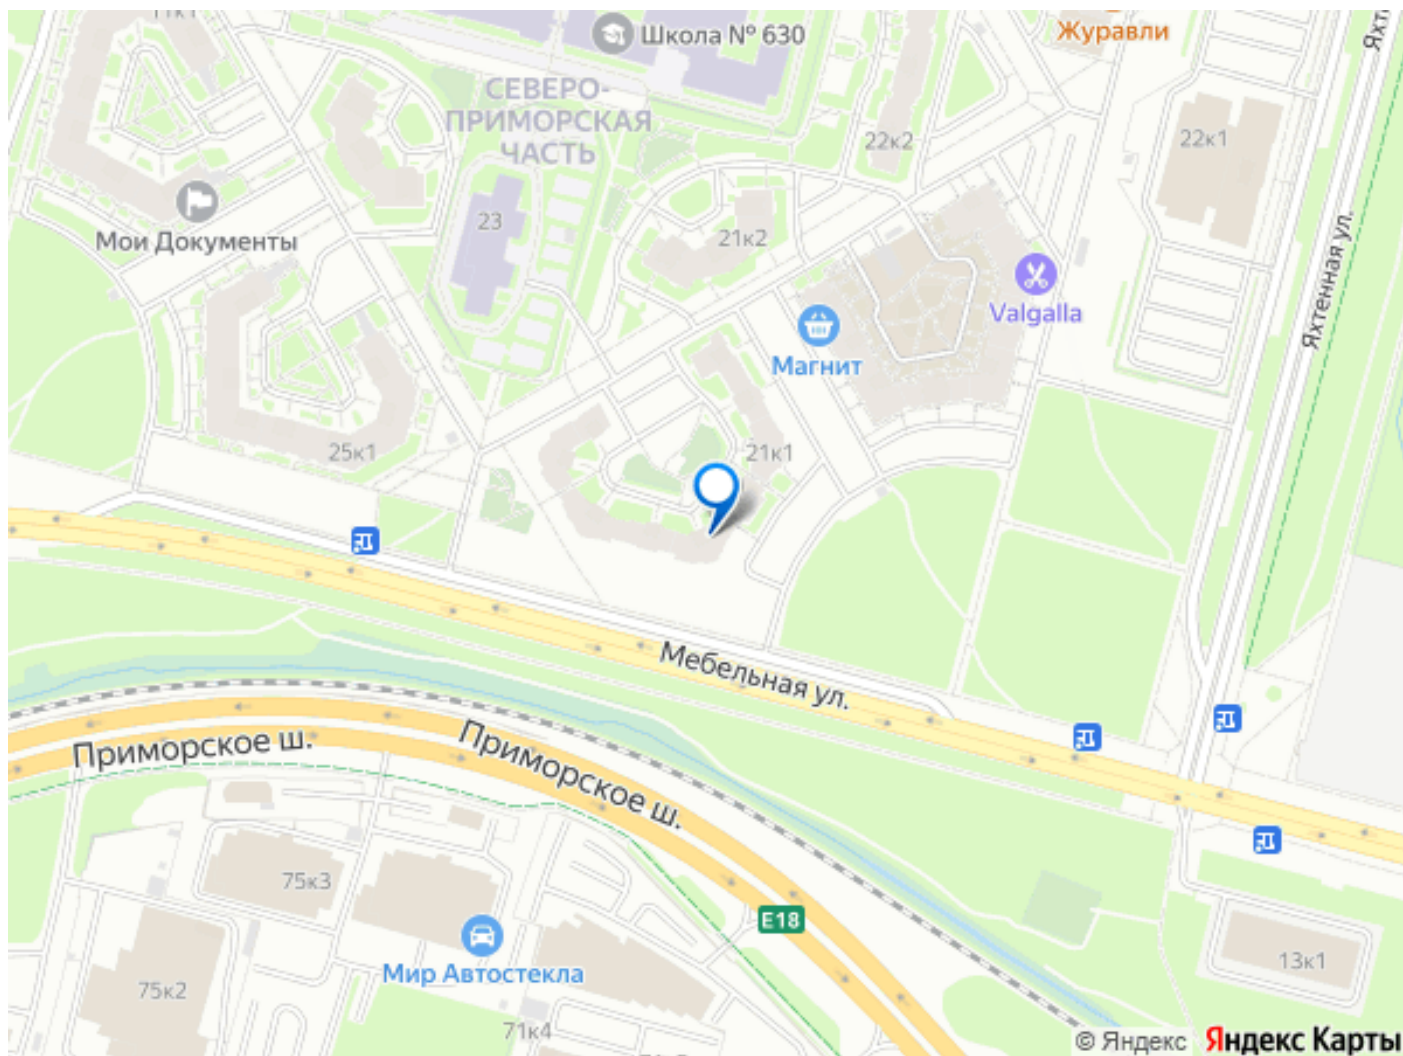 11к1
Школа № 630
Журавли
СЕВЕРО-
ПРИМОРСКАЯ
ЧАСТЬ
22к2
22к1
Мои Документы
23
21к2
Valgalla
Яхтенная ул.
Магнит
25к1
21к1
Мебельная ул.
Приморское ш.
Приморское ш.
75к3
E18
Мир Автостекла
13к1
75к2
71к4
© Яндекс Яндекс Карты